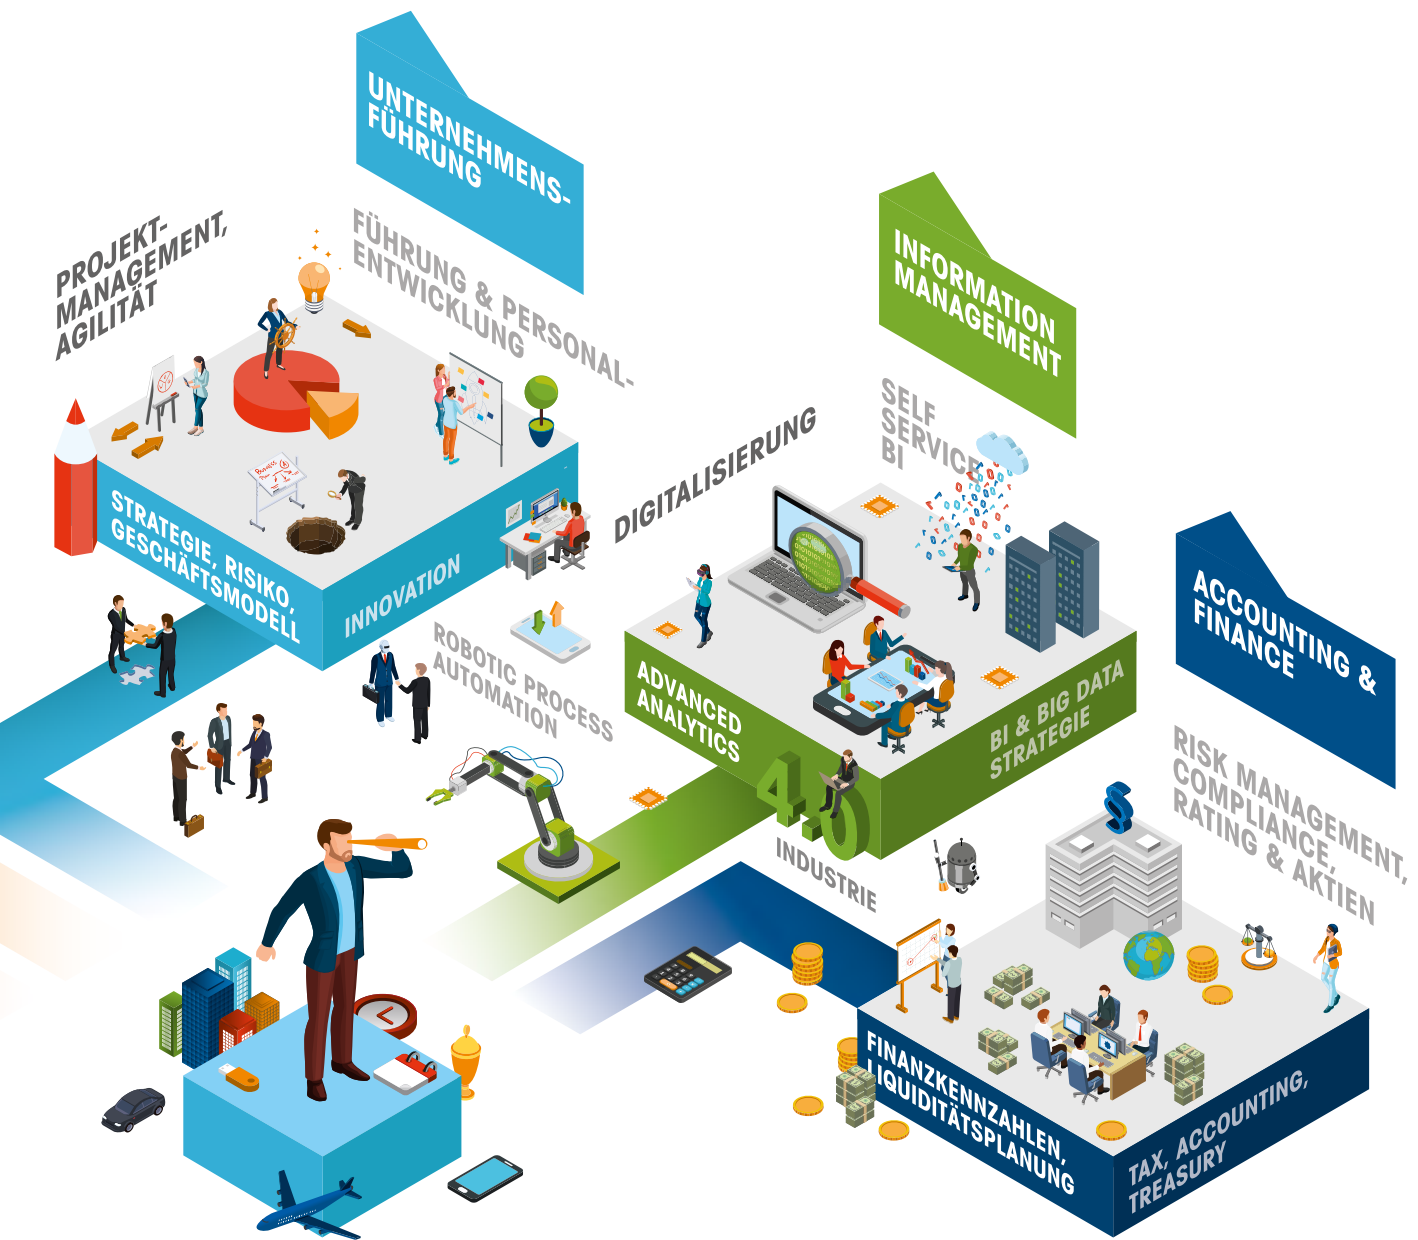 UNTERNEHMENS-
FÜHRUNG
PROJEKT-
MANAGEMENT,
AGILITÄT
FÜHRUNG & PERSONAL-
ENTWICKLUNG
STRATEGIE, RISIKO,
GESCHÄFTSMODELL
INNOVATION
INFORMATION
MANAGEMENT
SELF
SERVICE
BI
DIGITALISIERUNG
ROBOTIC PROCESS
AUTOMATION
ADVANCED
ANALYTICS
BI & BIG DATA
STRATEGIE
4.0
INDUSTRIE
ACCOUNTING &
FINANCE
§
RISK MANAGEMENT,
COMPLIANCE,
RATING & AKTIEN
FINANZKENNZAHLEN,
LIQUIDITÄTSPLANUNG
TAX, ACCOUNTING,
TREASURY